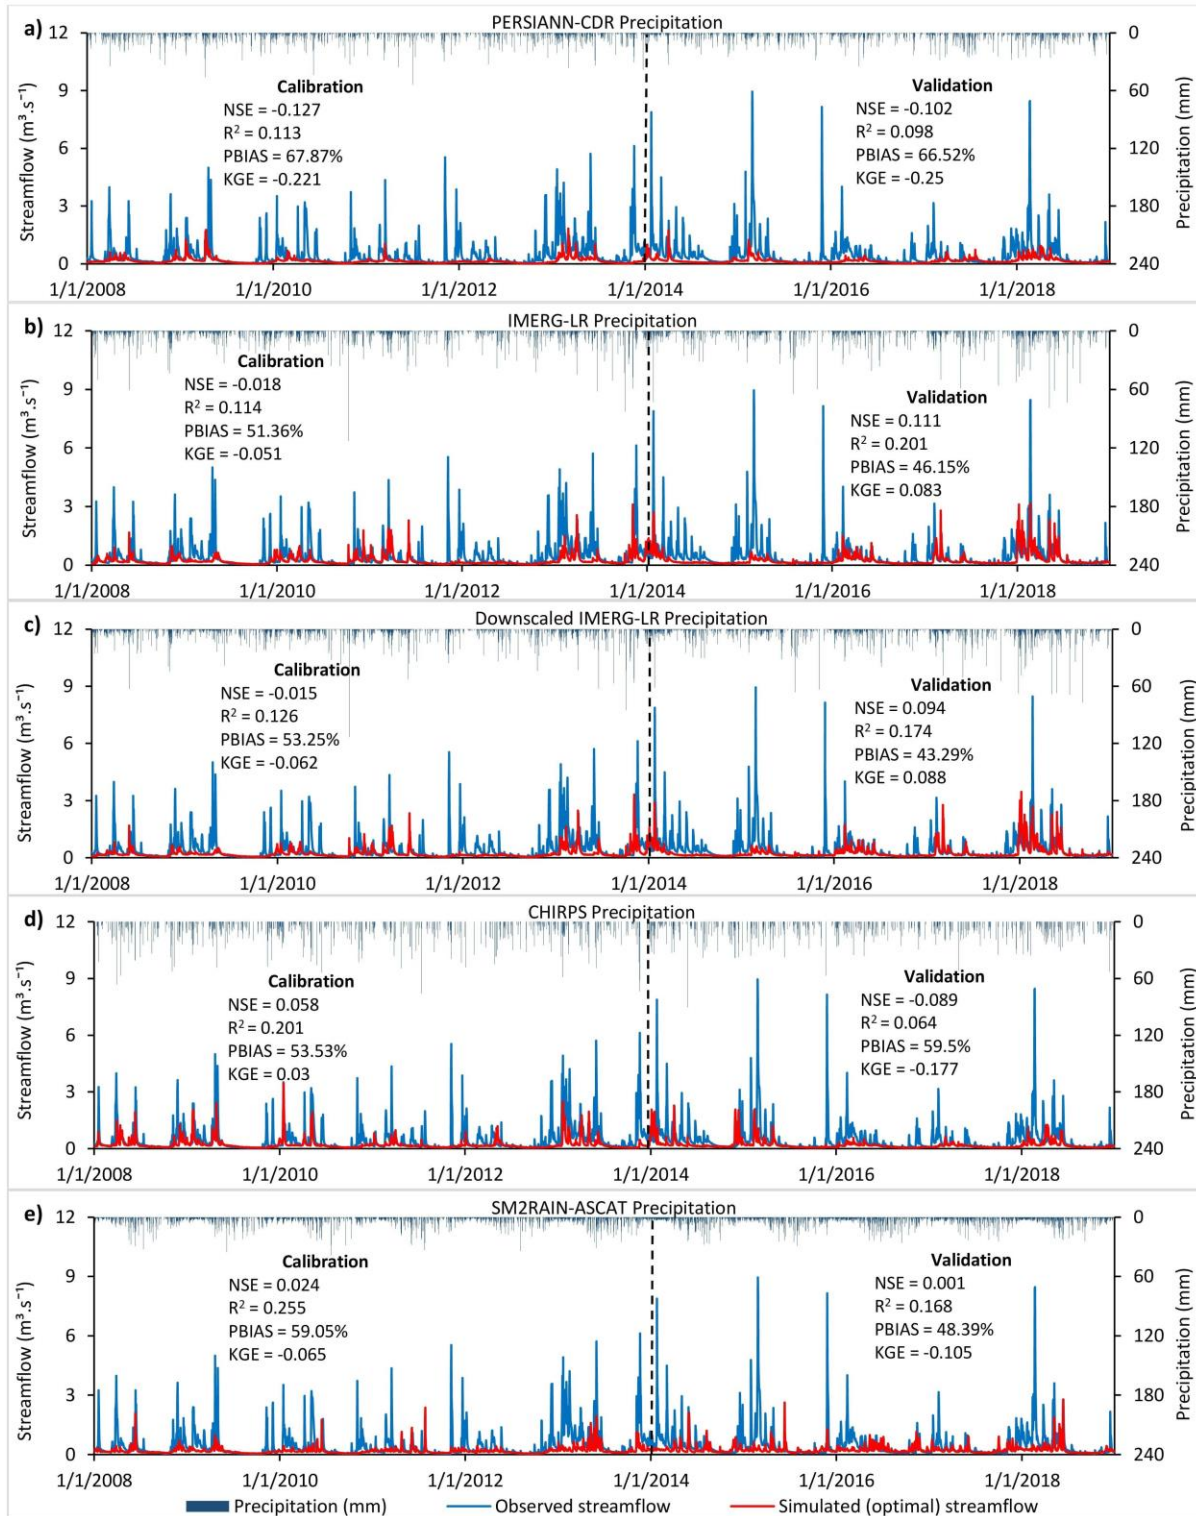 a)
PERSIANN-CDR Precipitation
12
9
6
3
0
Streamflow (m³.s⁻¹)
Calibration
NSE = -0.127
R² = 0.113
PBIAS = 67.87%
KGE = -0.221
Validation
NSE = -0.102
R² = 0.098
PBIAS = 66.52%
KGE = -0.25
0
60
120
180
240
Precipitation (mm)
1/1/2008 1/1/2010 1/1/2012 1/1/2014 1/1/2016 1/1/2018
b)
IMERG-LR Precipitation
12
9
6
3
0
Streamflow (m³.s⁻¹)
Calibration
NSE = -0.018
R² = 0.114
PBIAS = 51.36%
KGE = -0.051
Validation
NSE = 0.111
R² = 0.201
PBIAS = 46.15%
KGE = 0.083
0
60
120
180
240
Precipitation (mm)
1/1/2008 1/1/2010 1/1/2012 1/1/2014 1/1/2016 1/1/2018
c)
Downscaled IMERG-LR Precipitation
12
9
6
3
0
Streamflow (m³.s⁻¹)
Calibration
NSE = -0.015
R² = 0.126
PBIAS = 53.25%
KGE = -0.062
Validation
NSE = 0.094
R² = 0.174
PBIAS = 43.29%
KGE = 0.088
0
60
120
180
240
Precipitation (mm)
1/1/2008 1/1/2010 1/1/2012 1/1/2014 1/1/2016 1/1/2018
d)
CHIRPS Precipitation
12
9
6
3
0
Streamflow (m³.s⁻¹)
Calibration
NSE = 0.058
R² = 0.201
PBIAS = 53.53%
KGE = 0.03
Validation
NSE = -0.089
R² = 0.064
PBIAS = 59.5%
KGE = -0.177
0
60
120
180
240
Precipitation (mm)
1/1/2008 1/1/2010 1/1/2012 1/1/2014 1/1/2016 1/1/2018
e)
SM2RAIN-ASCAT Precipitation
12
9
6
3
0
Streamflow (m³.s⁻¹)
Calibration
NSE = 0.024
R² = 0.255
PBIAS = 59.05%
KGE = -0.065
Validation
NSE = 0.001
R² = 0.168
PBIAS = 48.39%
KGE = -0.105
0
60
120
180
240
Precipitation (mm)
1/1/2008 1/1/2010 1/1/2012 1/1/2014 1/1/2016 1/1/2018
Precipitation (mm) Observed streamflow Simulated (optimal) streamflow